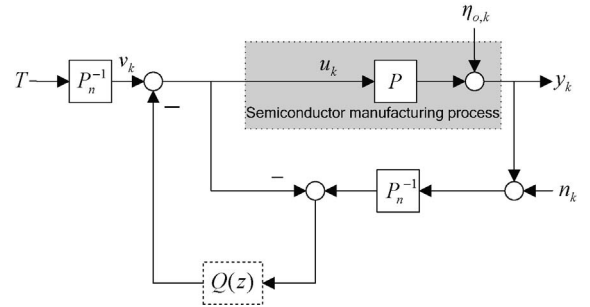 η_{o,k}
T P_n^{-1} v_k u_k P y_k
Semiconductor manufacturing process
− −
P_n^{-1} n_k
Q(z)